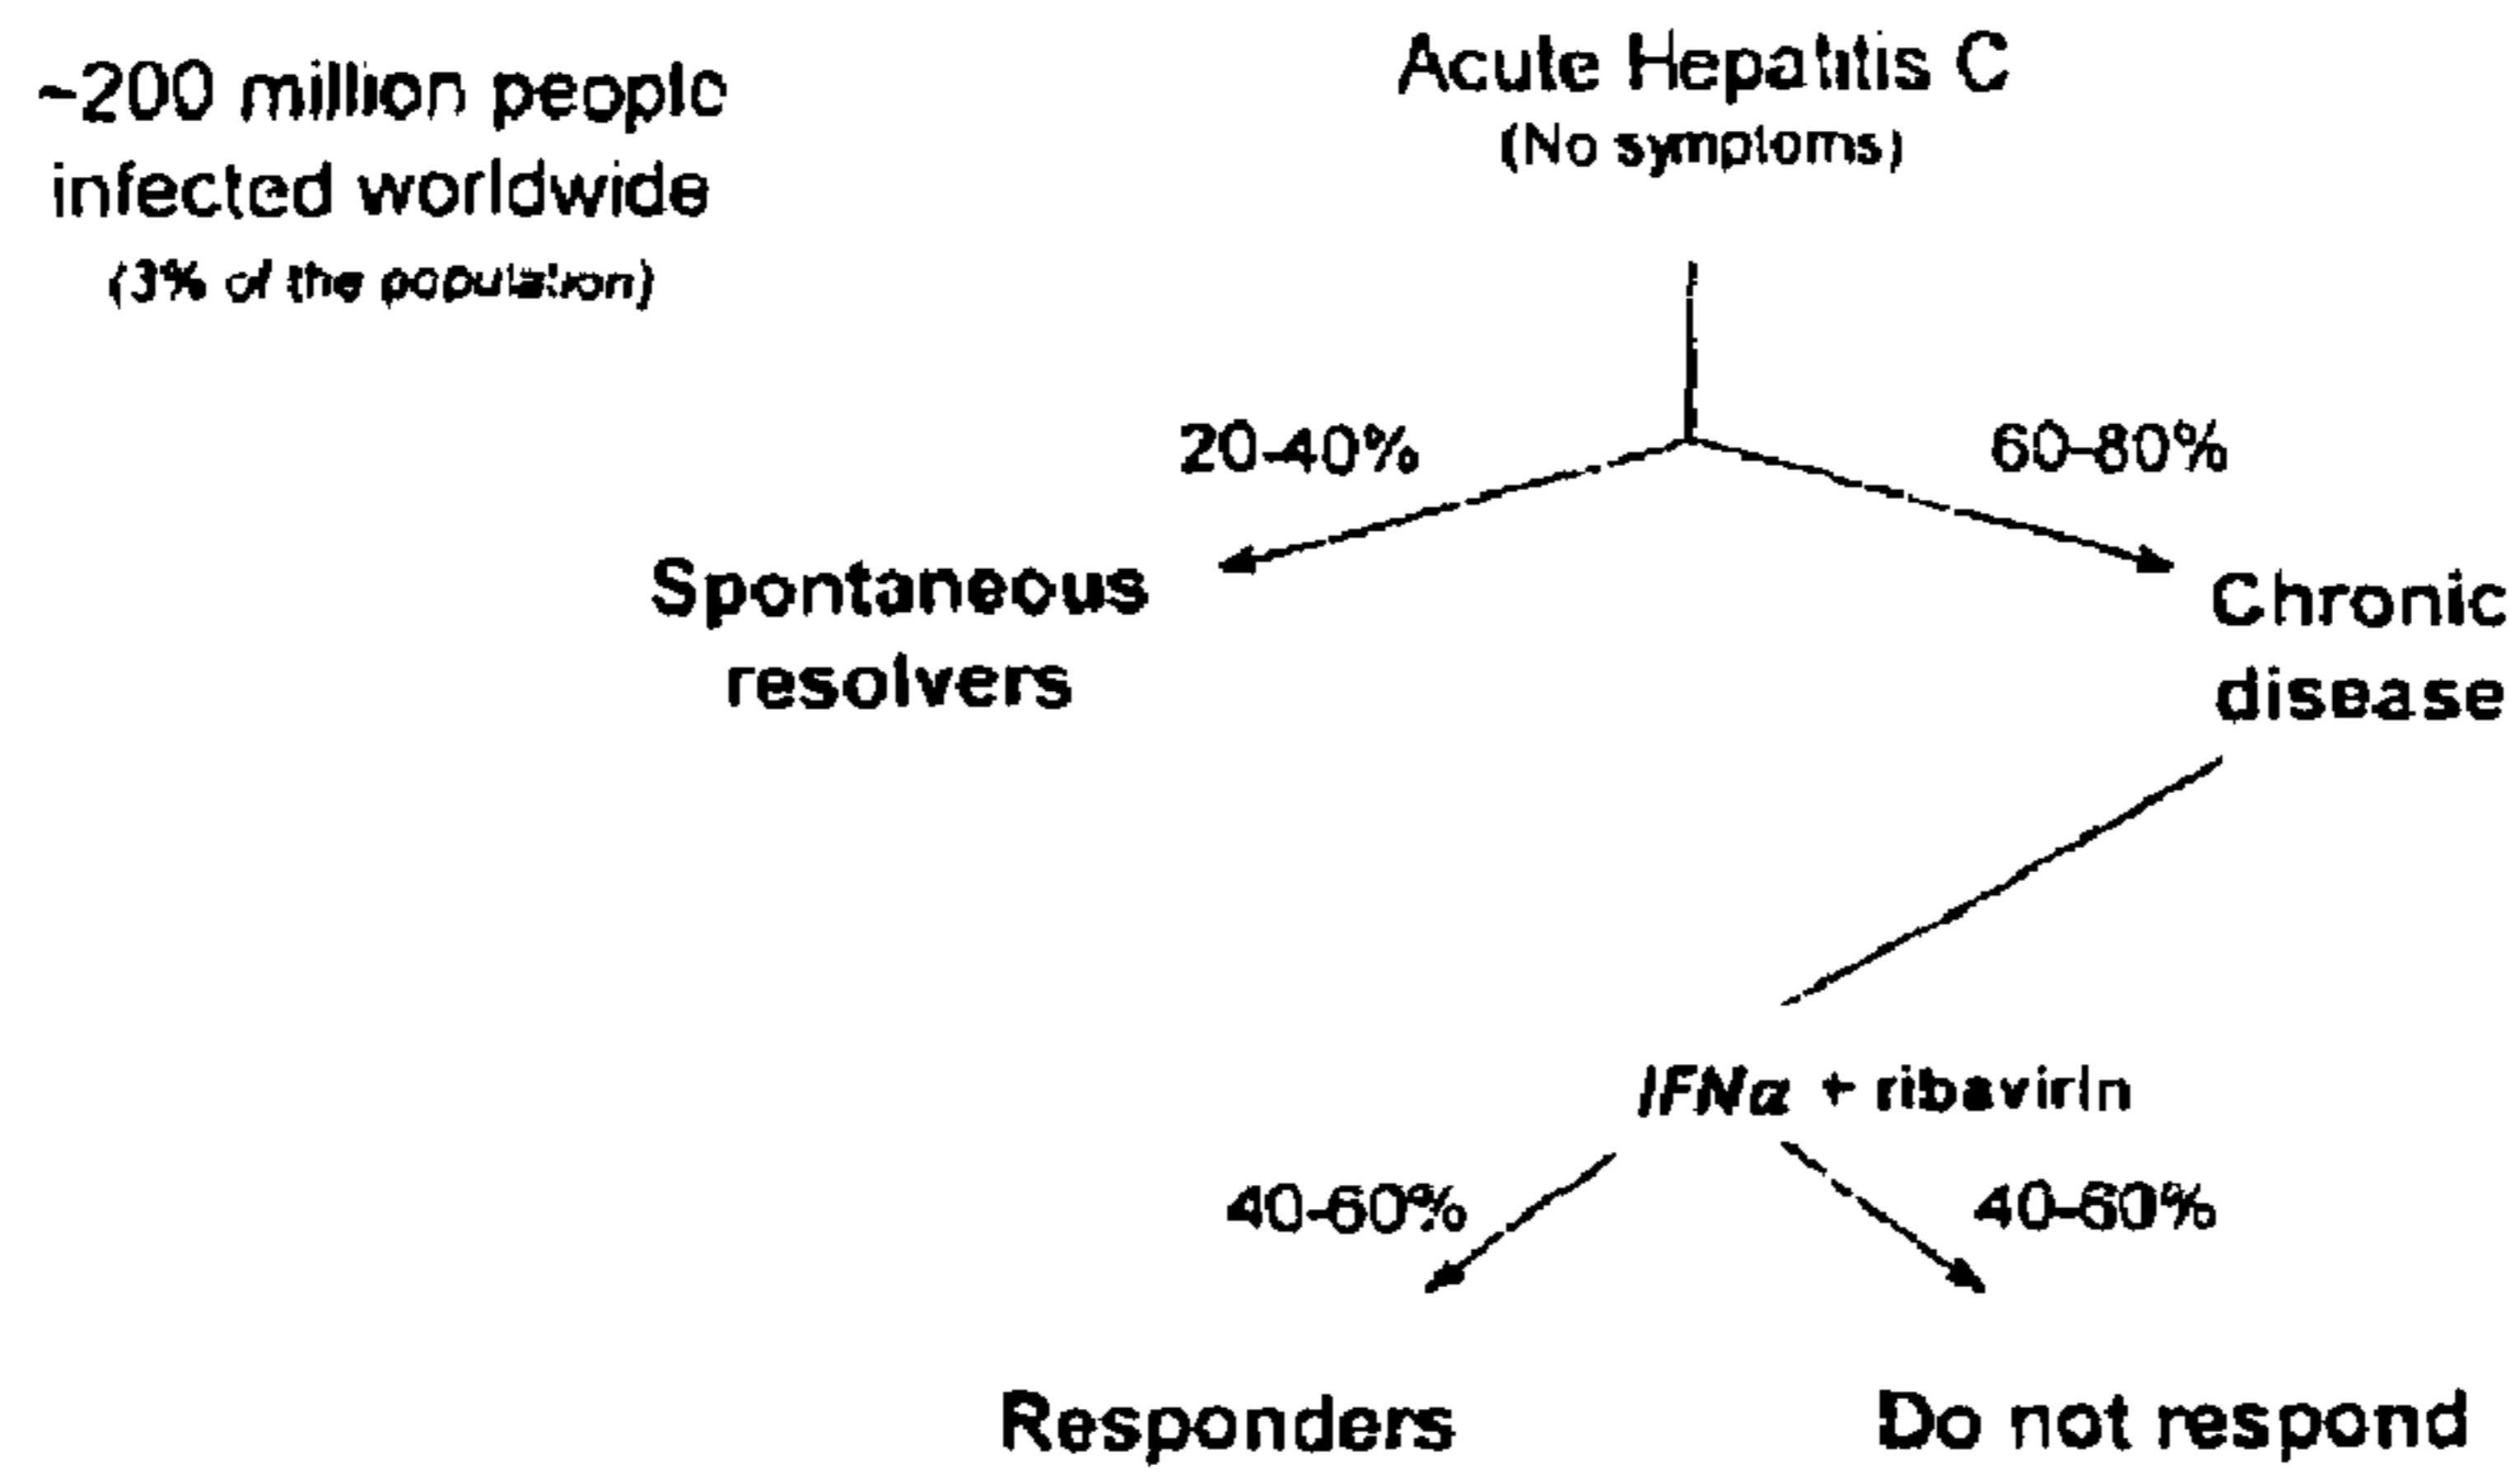 ~200 million people
infected worldwide
(3% of the population)
Acute Hepatitis C
(No symptoms)
20-40%
60-80%
Spontaneous
resolvers
Chronic
disease
IFNα + ribavirin
40-60%
40-60%
Responders
Do not respond